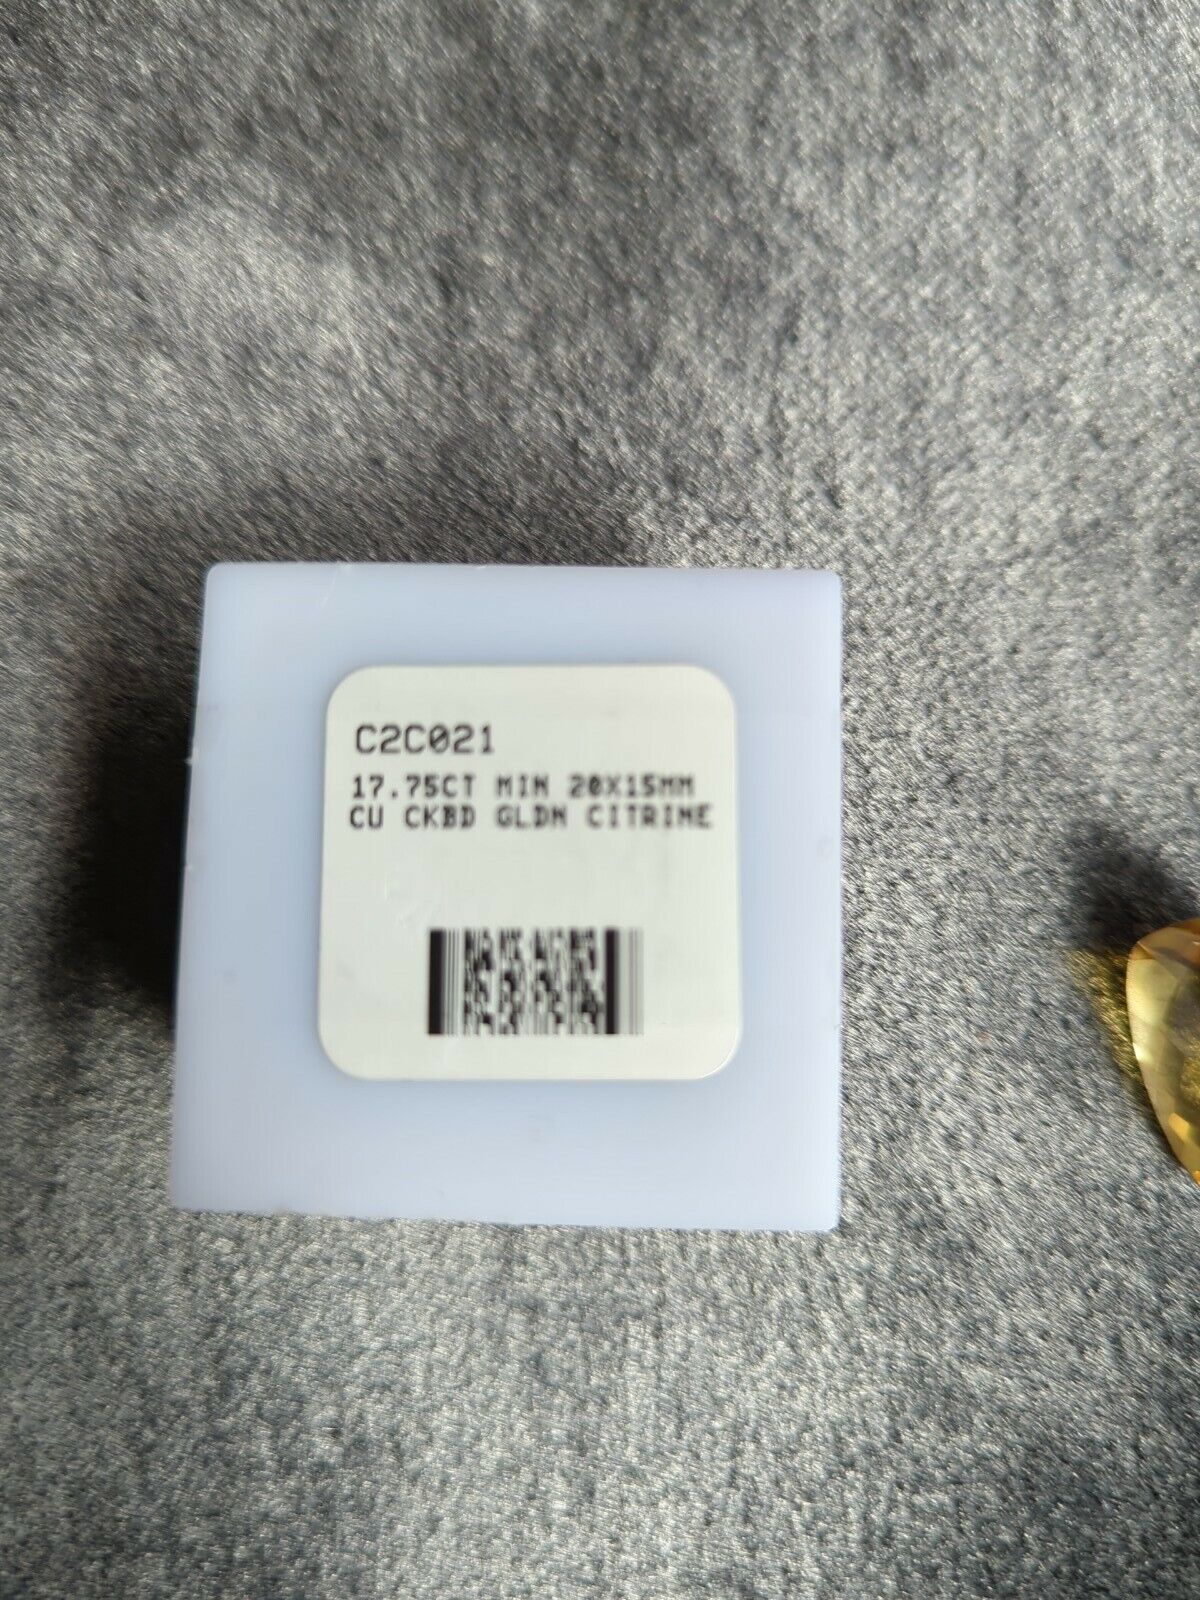 C2C021
17.75CT MIN 20X15MM
CU CKBD GLDN CITRINE